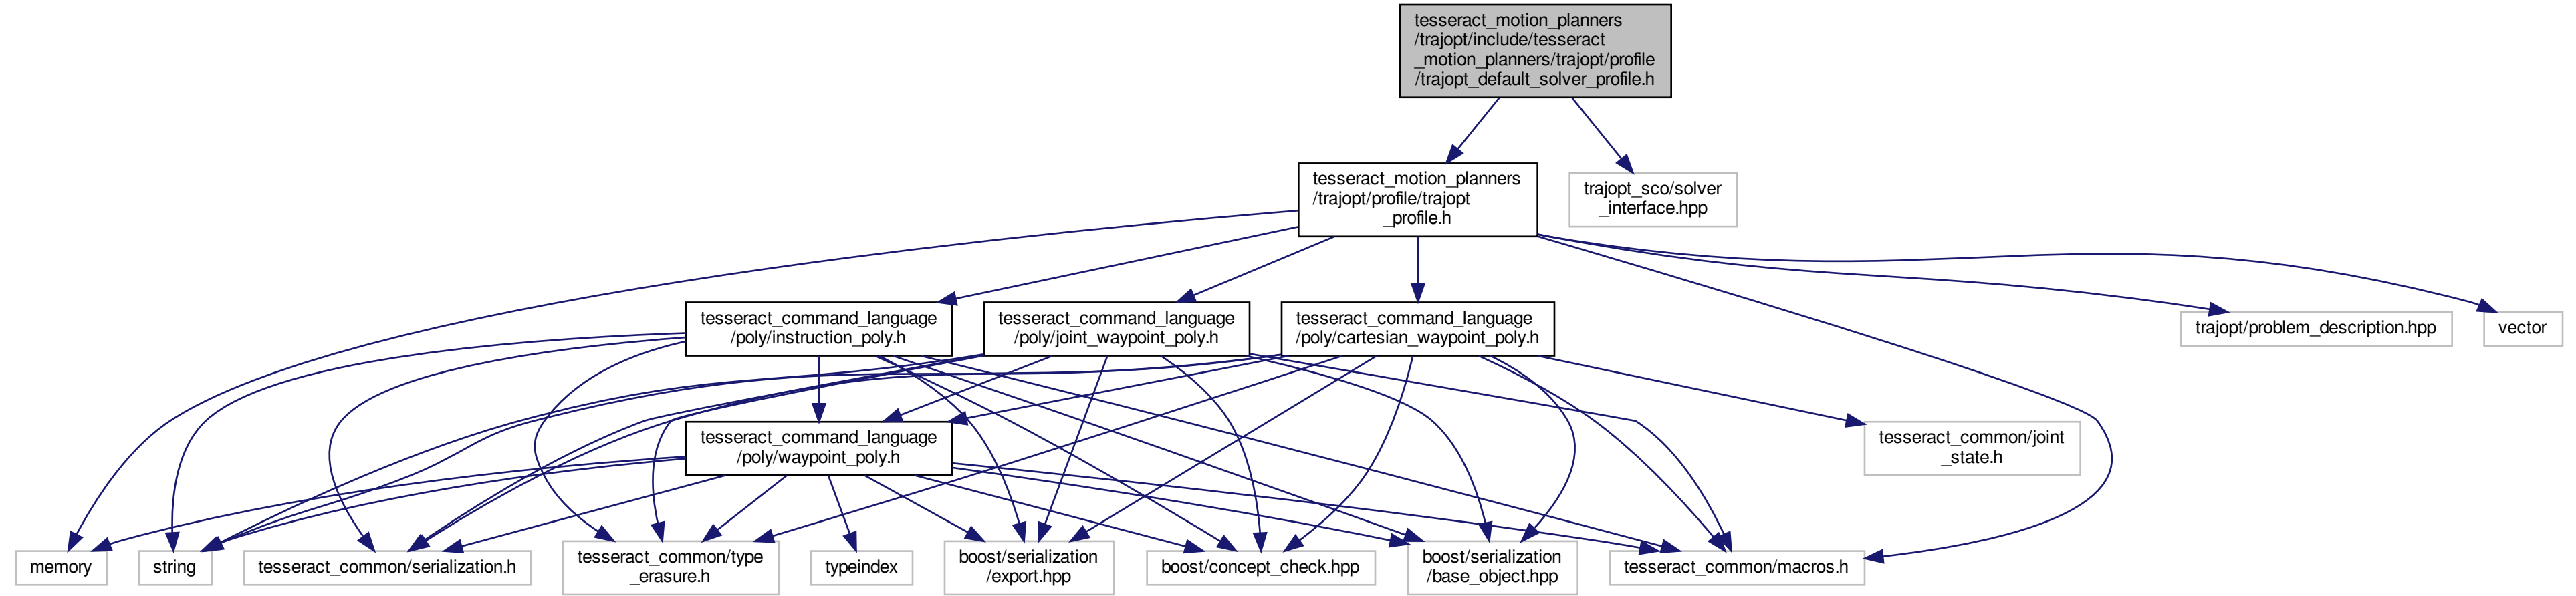 tesseract_motion_planners
/trajopt/include/tesseract
_motion_planners/trajopt/profile
/trajopt_default_solver_profile.h
tesseract_motion_planners
/trajopt/profile/trajopt
_profile.h
trajopt_sco/solver
_interface.hpp
tesseract_command_language
/poly/instruction_poly.h
tesseract_command_language
/poly/joint_waypoint_poly.h
tesseract_command_language
/poly/cartesian_waypoint_poly.h
trajopt/problem_description.hpp
vector
tesseract_command_language
/poly/waypoint_poly.h
tesseract_common/joint
_state.h
memory
string
tesseract_common/serialization.h
tesseract_common/type
_erasure.h
typeindex
boost/serialization
/export.hpp
boost/concept_check.hpp
boost/serialization
/base_object.hpp
tesseract_common/macros.h